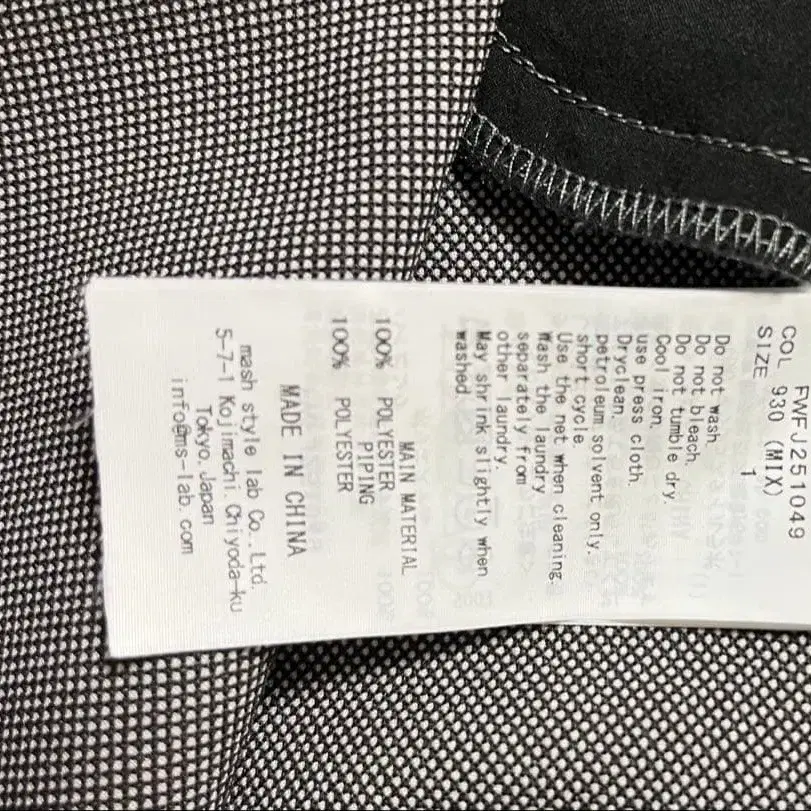 FWFJ251049
COL 930 (MIX)
SIZE 1
Do not wash.
Do not bleach.
Do not tumble dry.
Cool iron.
use press cloth.
Dryclean.
petroleum solvent only.
short cycle.
Use the net when cleaning.
Wash the laundry
separately from
other laundry.
May shrink slightly when
washed.
MAIN MATERIAL
100% POLYESTER
PIPING
100% POLYESTER
MADE IN CHINA
mash style lab Co.,Ltd.
5-7-1 Kojimachi,Chiyoda-ku
Tokyo,Japan
info@ms-lab.com